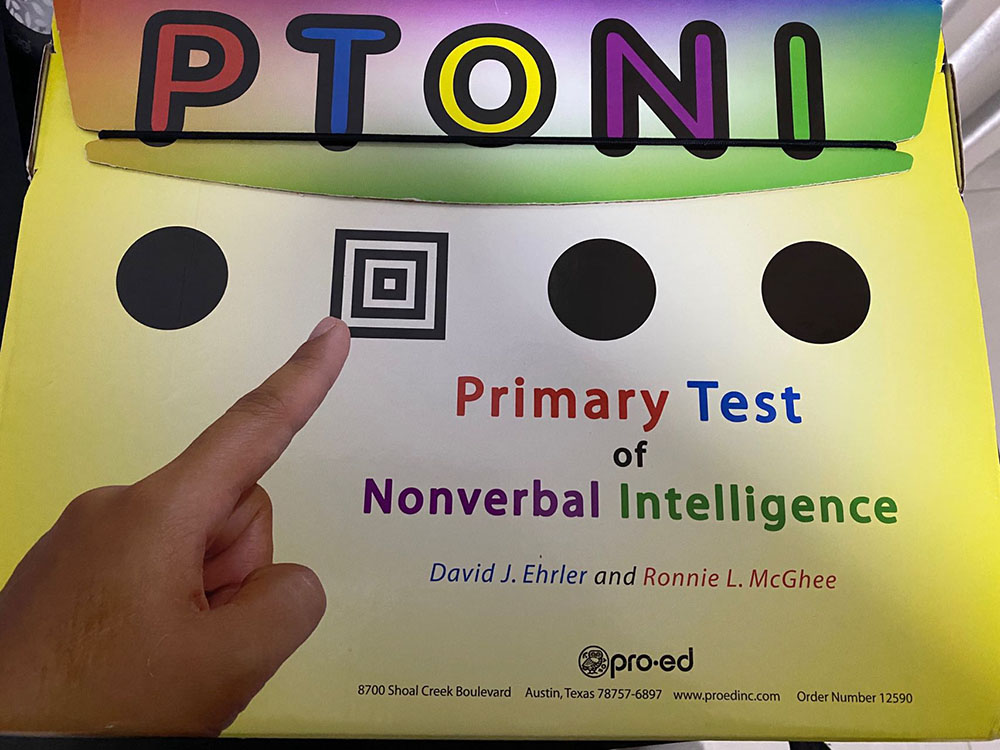 PTONI
Primary Test
of
Nonverbal Intelligence
David J. Ehrler and Ronnie L. McGhee
pro·ed
8700 Shoal Creek Boulevard Austin, Texas 78757-6897 www.proedinc.com Order Number 12590